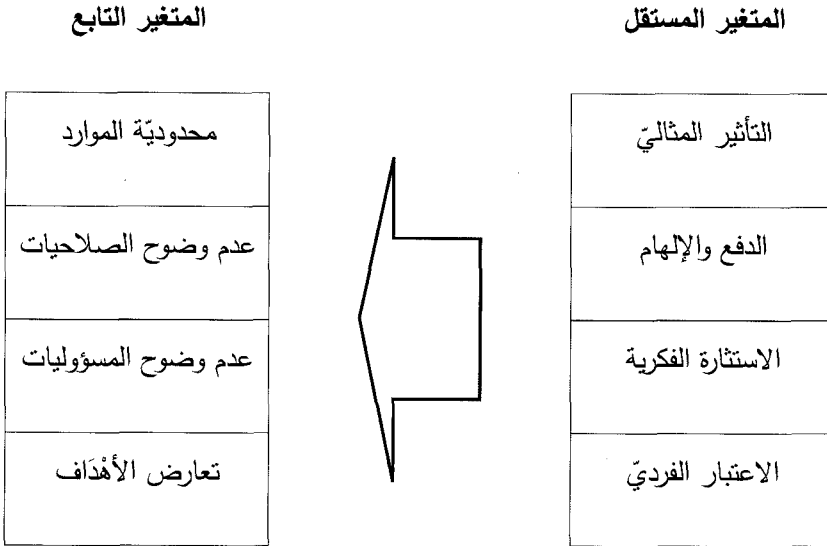 المتغير المستقل
التأثير المثاليّ
الدفع والإلهام
الاستثارة الفكرية
الاعتبار الفرديّ
المتغير التابع
محدوديّة الموارد
عدم وضوح الصلاحيات
عدم وضوح المسؤوليات
تعارض الأهْدَاف